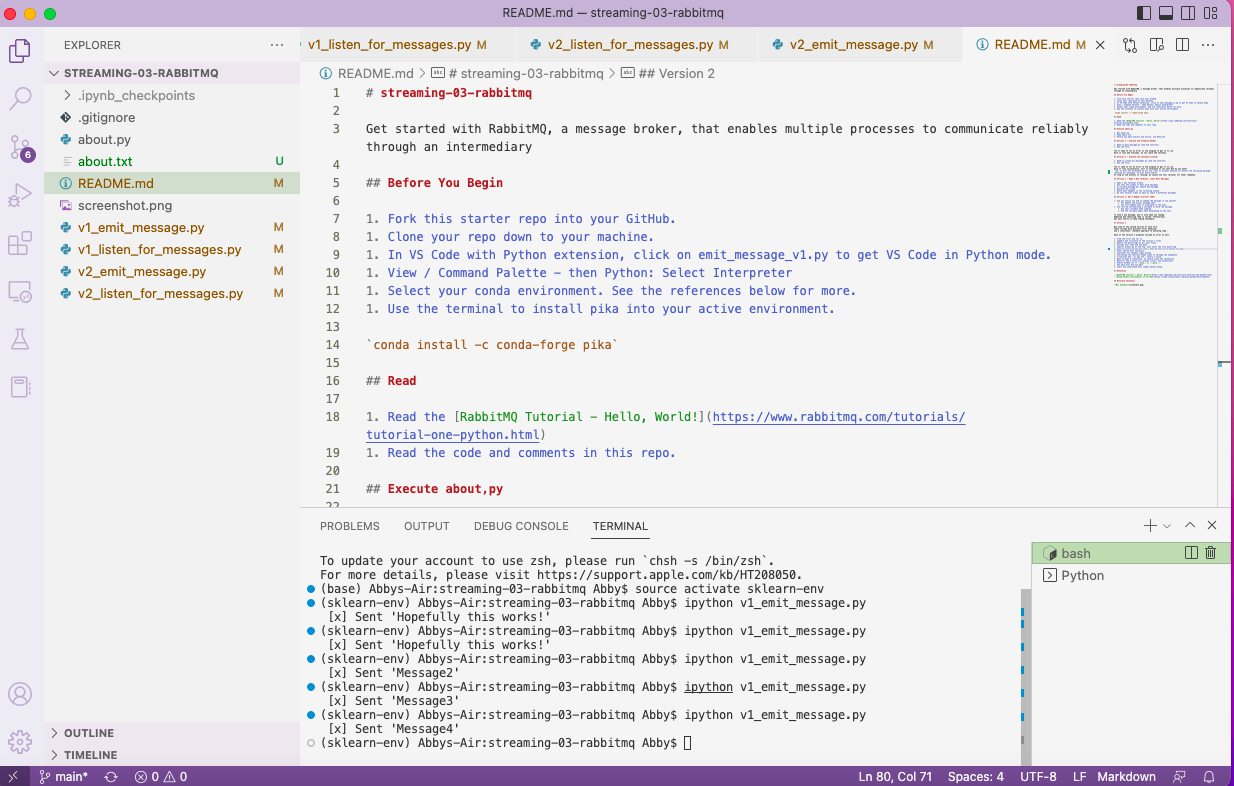 README.md — streaming-03-rabbitmq
EXPLORER
v1_listen_for_messages.py M
v2_listen_for_messages.py M
v2_emit_message.py M
README.md M
STREAMING-03-RABBITMQ
.ipynb_checkpoints
.gitignore
about.py
about.txt U
README.md M
screenshot.png
v1_emit_message.py M
v1_listen_for_messages.py M
v2_emit_message.py M
v2_listen_for_messages.py M
6
OUTLINE
TIMELINE
README.md > # streaming-03-rabbitmq > ## Version 2
1 # streaming-03-rabbitmq
2
3 Get started with RabbitMQ, a message broker, that enables multiple processes to communicate reliably
through an intermediary
4
5 ## Before You Begin
6
7 1. Fork this starter repo into your GitHub.
8 1. Clone your repo down to your machine.
9 1. In VS Code with Python extension, click on emit_message_v1.py to get VS Code in Python mode.
10 1. View / Command Palette - then Python: Select Interpreter
11 1. Select your conda environment. See the references below for more.
12 1. Use the terminal to install pika into your active environment.
13
14 `conda install -c conda-forge pika`
15
16 ## Read
17
18 1. Read the [RabbitMQ Tutorial - Hello, World!](https://www.rabbitmq.com/tutorials/
tutorial-one-python.html)
19 1. Read the code and comments in this repo.
20
21 ## Execute about,py
22
PROBLEMS OUTPUT DEBUG CONSOLE TERMINAL
To update your account to use zsh, please run `chsh -s /bin/zsh`.
For more details, please visit https://support.apple.com/kb/HT208050.
(base) Abbys-Air:streaming-03-rabbitmq Abby$ source activate sklearn-env
(sklearn-env) Abbys-Air:streaming-03-rabbitmq Abby$ ipython v1_emit_message.py
[x] Sent 'Hopefully this works!'
(sklearn-env) Abbys-Air:streaming-03-rabbitmq Abby$ ipython v1_emit_message.py
[x] Sent 'Hopefully this works!'
(sklearn-env) Abbys-Air:streaming-03-rabbitmq Abby$ ipython v1_emit_message.py
[x] Sent 'Message2'
(sklearn-env) Abbys-Air:streaming-03-rabbitmq Abby$ ipython v1_emit_message.py
[x] Sent 'Message3'
(sklearn-env) Abbys-Air:streaming-03-rabbitmq Abby$ ipython v1_emit_message.py
[x] Sent 'Message4'
(sklearn-env) Abbys-Air:streaming-03-rabbitmq Abby$
bash
Python
main* 0 0 Ln 80, Col 71 Spaces: 4 UTF-8 LF Markdown